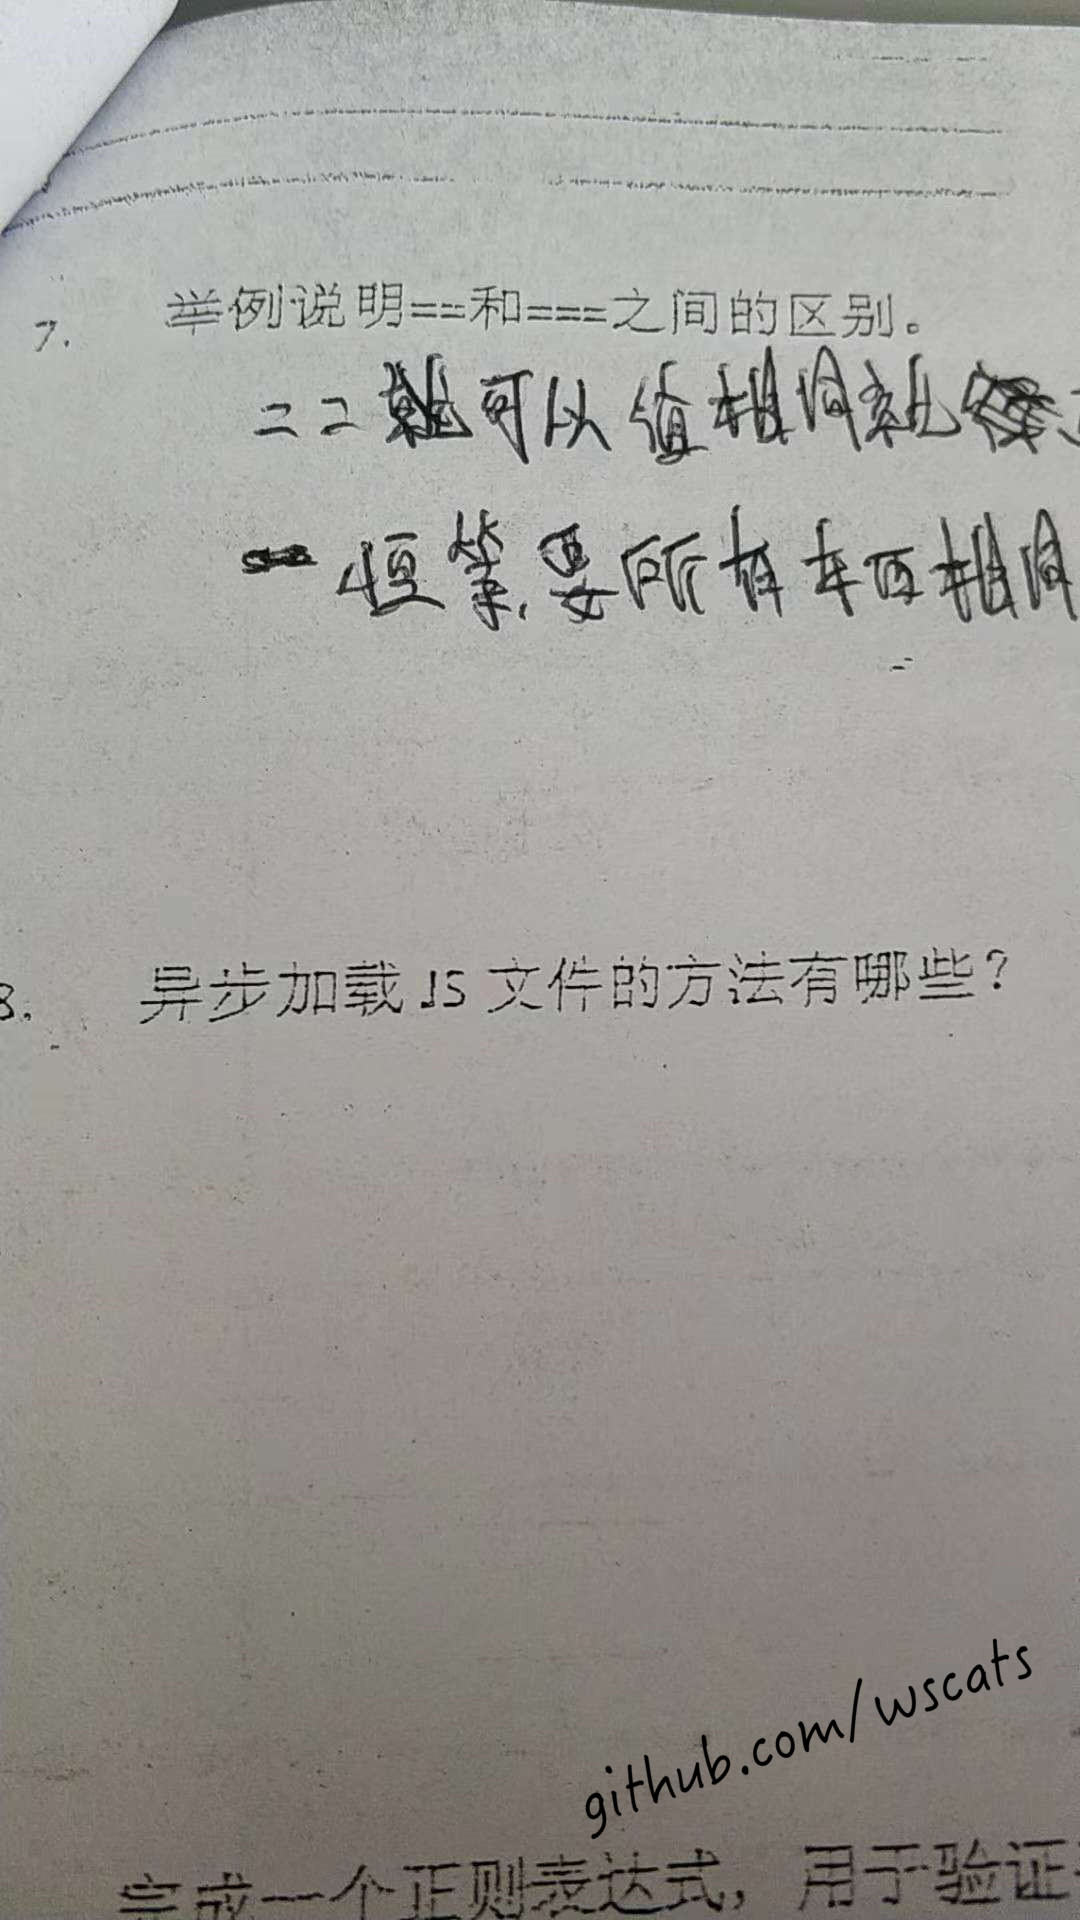 7. 举例说明==和===之间的区别。
== 就可以 值相同就
恒等,要所有东西相同
8. 异步加载JS文件的方法有哪些?
github.com/wscats
完成一个正则表达式，用于验证